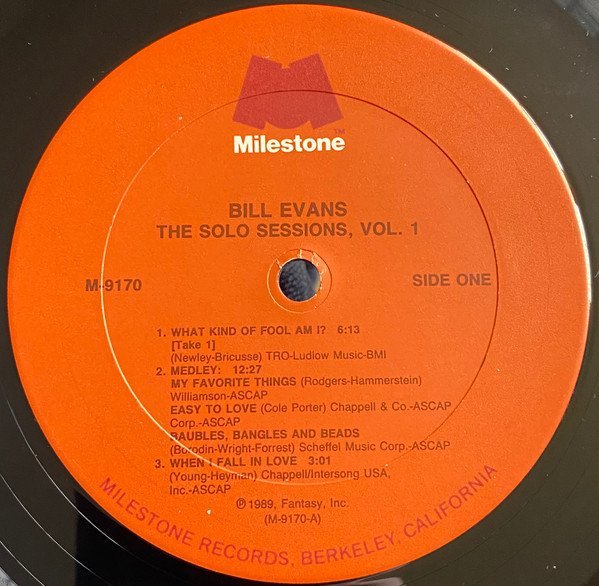 TM
Milestone
BILL EVANS
THE SOLO SESSIONS, VOL. 1
M-9170
SIDE ONE
1. WHAT KIND OF FOOL AM I? 6:13
[Take 1]
(Newley-Bricusse) TRO-Ludlow Music-BMI
2. MEDLEY: 12:27
MY FAVORITE THINGS (Rodgers-Hammerstein)
Williamson-ASCAP
EASY TO LOVE (Cole Porter) Chappell & Co.-ASCAP
Corp.-ASCAP
BAUBLES, BANGLES AND BEADS
(Borodin-Wright-Forrest) Scheffel Music Corp.-ASCAP
3. WHEN I FALL IN LOVE 3:01
(Young-Heyman) Chappell/Intersong USA,
Inc.-ASCAP
℗1989, Fantasy, Inc.
(M-9170-A)
MILESTONE RECORDS, BERKELEY, CALIFORNIA